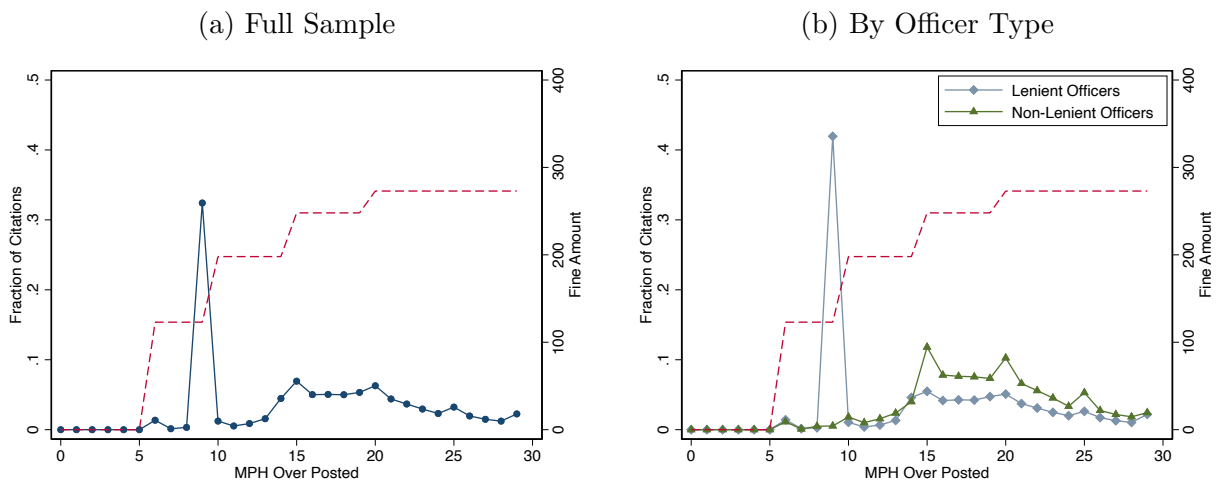 (a) Full Sample
.5
.4
.3
.2
.1
0
Fraction of Citations
400
300
200
100
0
Fine Amount
0 5 10 15 20 25 30
MPH Over Posted
(b) By Officer Type
Lenient Officers
Non-Lenient Officers
.5
.4
.3
.2
.1
0
Fraction of Citations
400
300
200
100
0
Fine Amount
0 5 10 15 20 25 30
MPH Over Posted